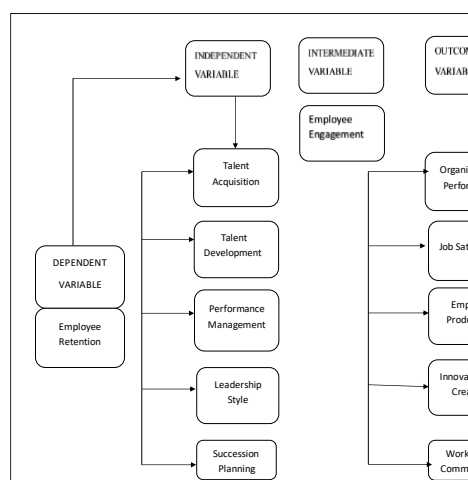 INDEPENDENT
VARIABLE
INTERMEDIATE
VARIABLE
Employee
Engagement
Talent
Acquisition
Talent
Development
DEPENDENT
VARIABLE
Employee
Retention
Performance
Management
Leadership
Style
Succession
Planning
Job